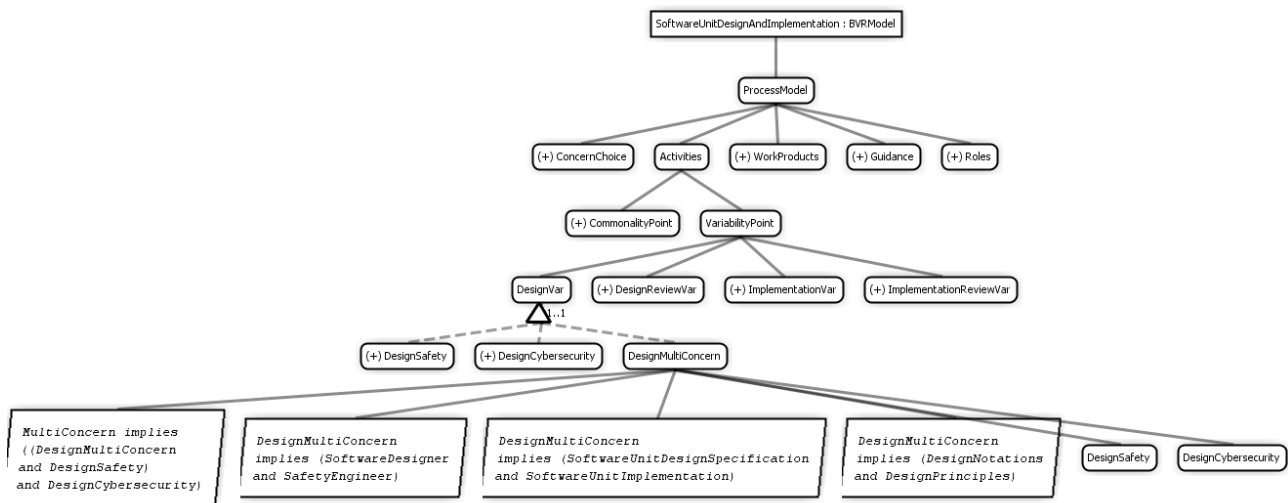 SoftwareUnitDesignAndImplementation : BVRModel
ProcessModel
(+) ConcernChoice
Activities
(+) WorkProducts
(+) Guidance
(+) Roles
(+) CommonalityPoint
VariabilityPoint
DesignVar
(+) DesignReviewVar
(+) ImplementationVar
(+) ImplementationReviewVar
1..1
(+) DesignSafety
(+) DesignCybersecurity
DesignMultiConcern
MultiConcern implies
((DesignMultiConcern
and DesignSafety)
and DesignCybersecurity)
DesignMultiConcern
implies (SoftwareDesigner
and SafetyEngineer)
DesignMultiConcern
implies (SoftwareUnitDesignSpecification
and SoftwareUnitImplementation)
DesignMultiConcern
implies (DesignNotations
and DesignPrinciples)
DesignSafety
DesignCybersecurity